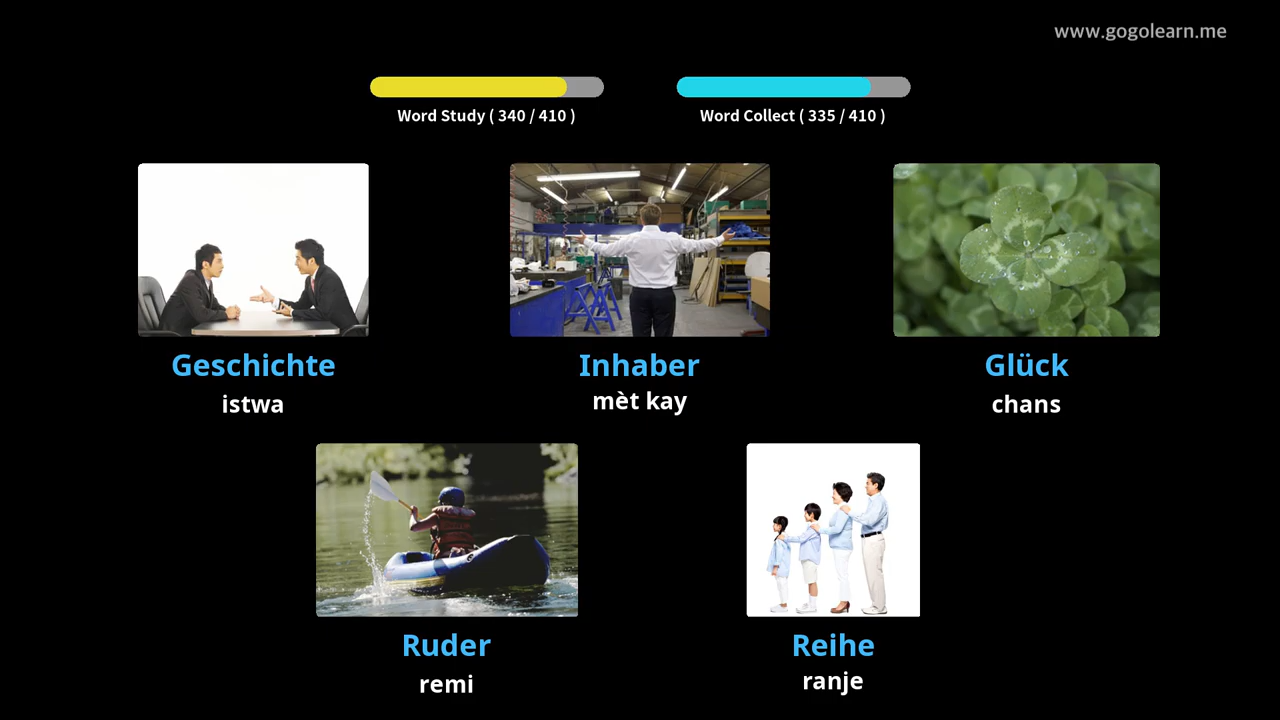 www.gogolearn.me
Word Study ( 340 / 410 )
Word Collect ( 335 / 410 )
Geschichte
istwa
Inhaber
mèt kay
Glück
chans
Ruder
remi
Reihe
ranje